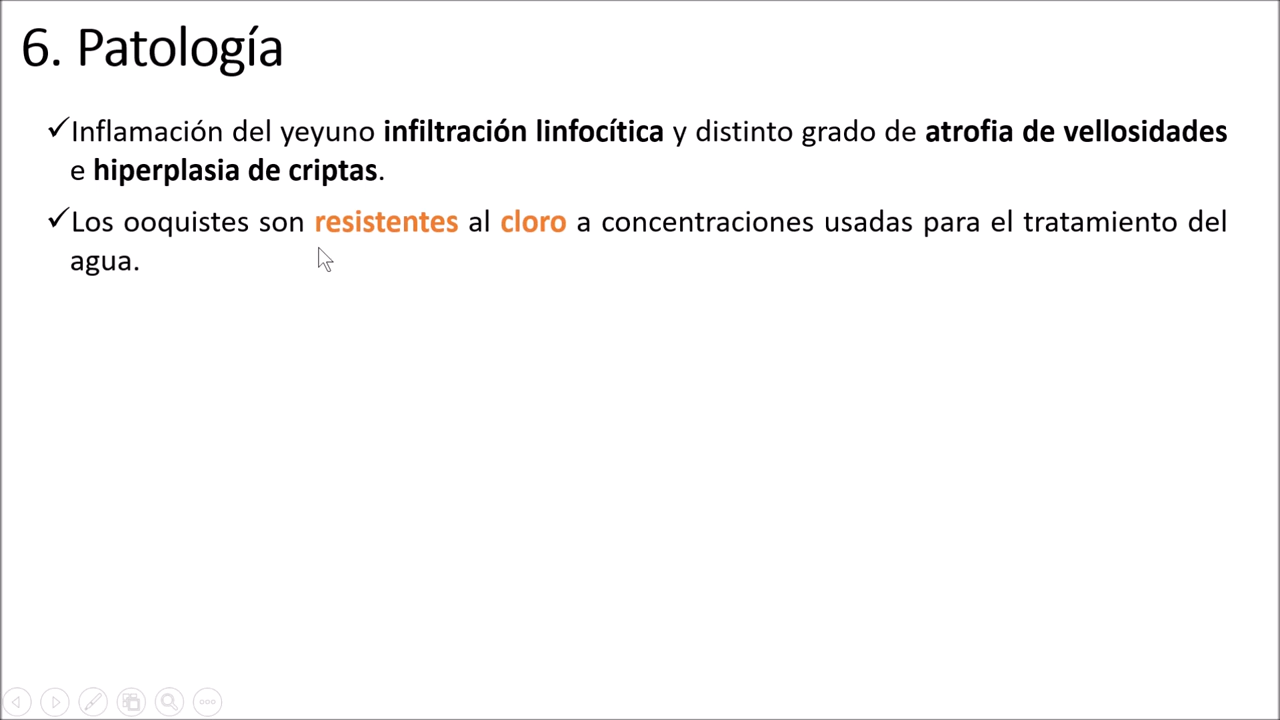 6. Patología
✓Inflamación del yeyuno infiltración linfocítica y distinto grado de atrofia de vellosidades
e hiperplasia de criptas.
✓Los ooquistes son resistentes al cloro a concentraciones usadas para el tratamiento del
agua.